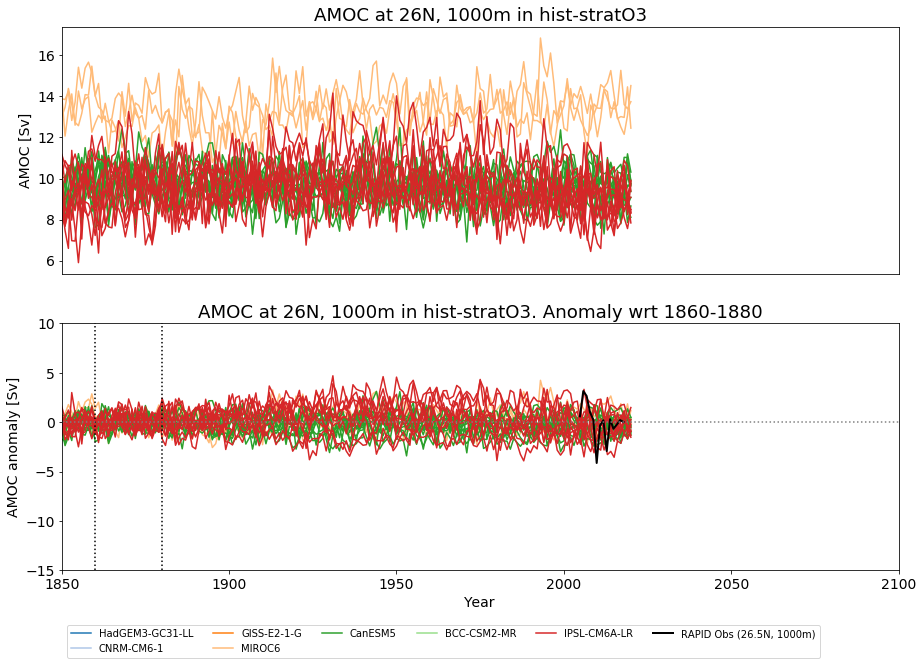 AMOC at 26N, 1000m in hist-stratO3
16
14
12
10
8
6
AMOC [Sv]
AMOC at 26N, 1000m in hist-stratO3. Anomaly wrt 1860-1880
10
5
0
−5
−10
−15
AMOC anomaly [Sv]
1850 1900 1950 2000 2050 2100
Year
HadGEM3-GC31-LL GISS-E2-1-G CanESM5 BCC-CSM2-MR IPSL-CM6A-LR RAPID Obs (26.5N, 1000m)
CNRM-CM6-1 MIROC6